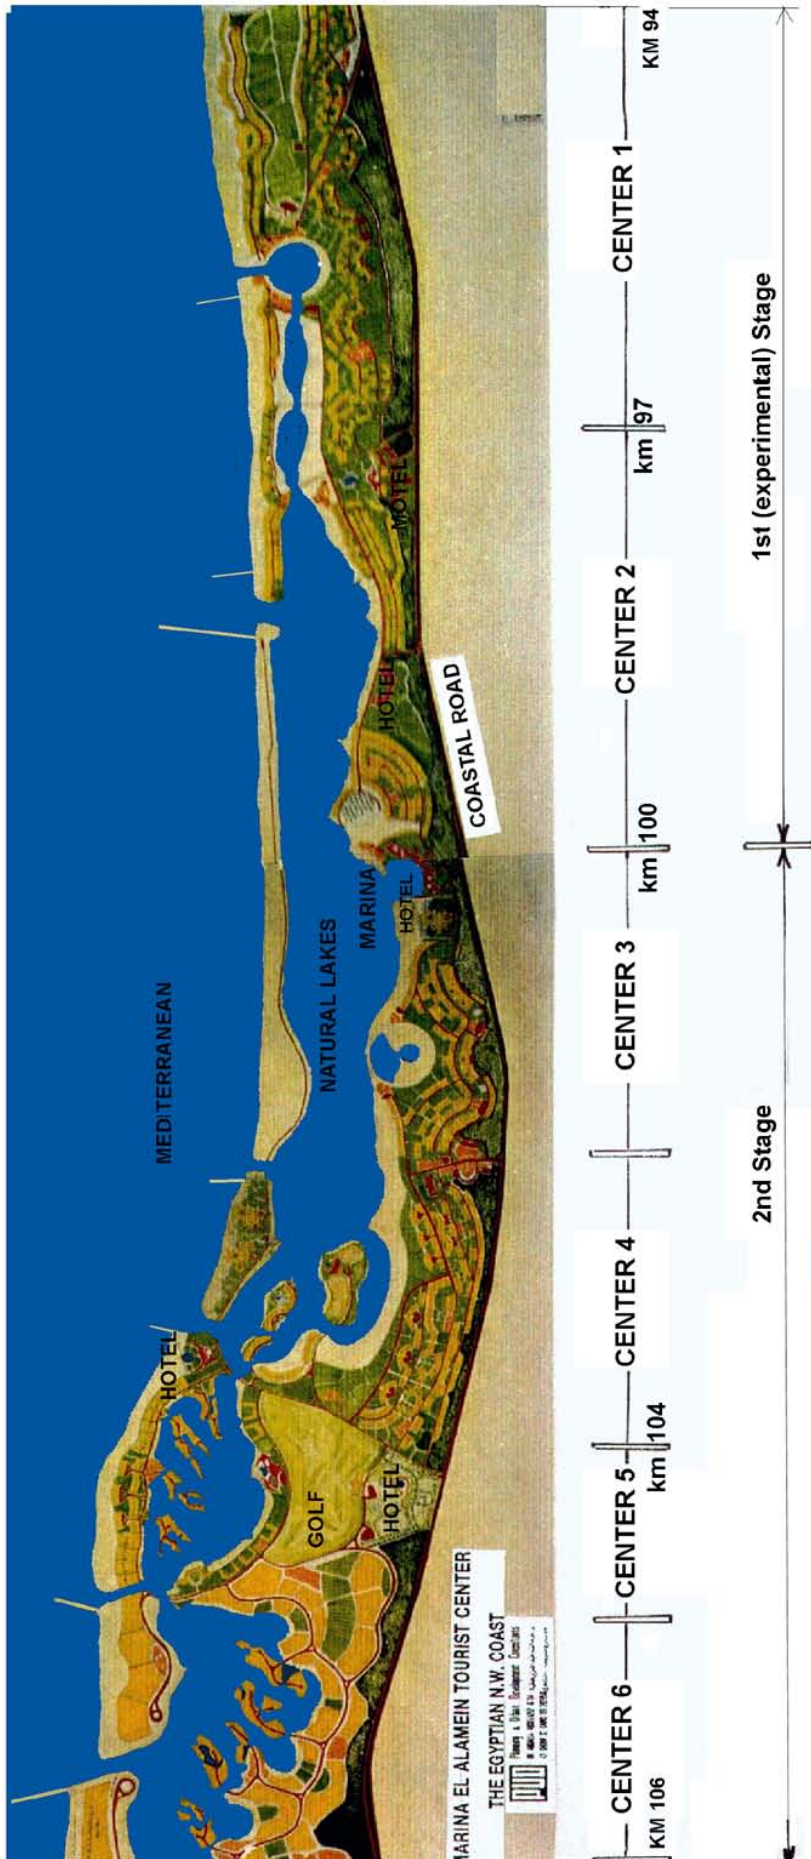 MEDITERRANEAN
NATURAL LAKES
HOTEL
GOLF
HOTEL
MARINA
HOTEL
HOTEL
MOTEL
COASTAL ROAD
MARINA EL ALAMEIN TOURIST CENTER
THE EGYPTIAN N.W. COAST
KM 106
CENTER 6
CENTER 5
km 104
CENTER 4
CENTER 3
km 100
CENTER 2
km 97
CENTER 1
KM 94
2nd Stage
1st (experimental) Stage